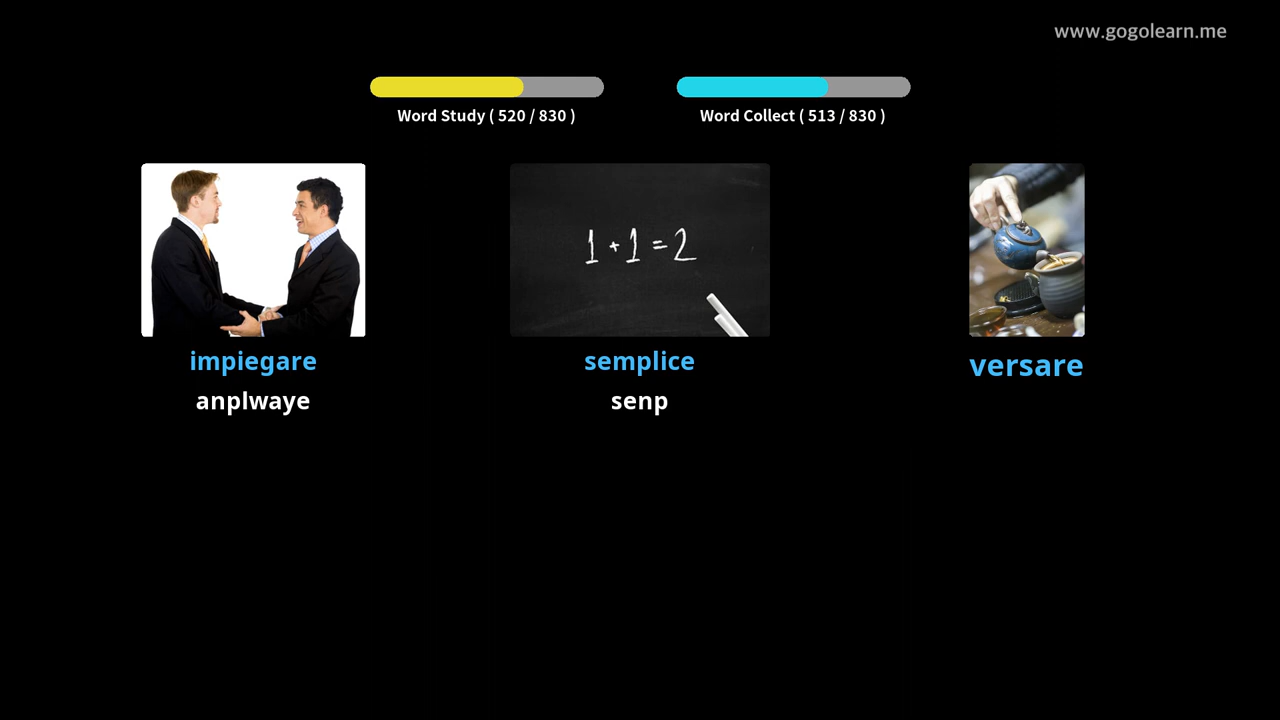 www.gogolearn.me
Word Study ( 520 / 830 )
Word Collect ( 513 / 830 )
1 + 1 = 2
impiegare
anplwaye
semplice
senp
versare